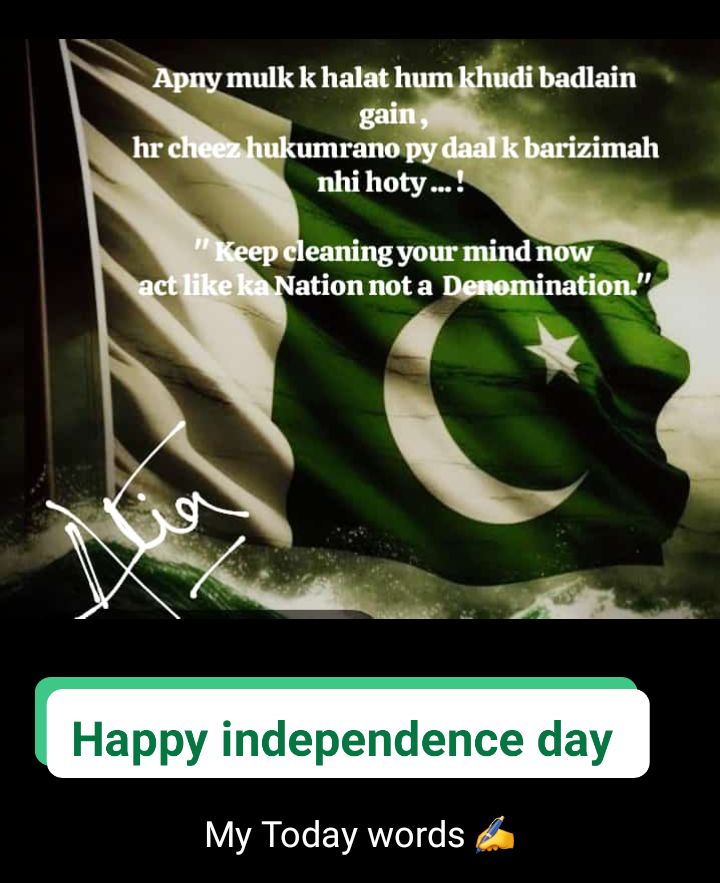 Apny mulk k halat hum khudi badlain
gain,
hr cheez hukumrano py daal k barizimah
nhi hoty...!
"Keep cleaning your mind now
act like ka Nation not a Denomination."
Happy independence day
My Today words ✍️